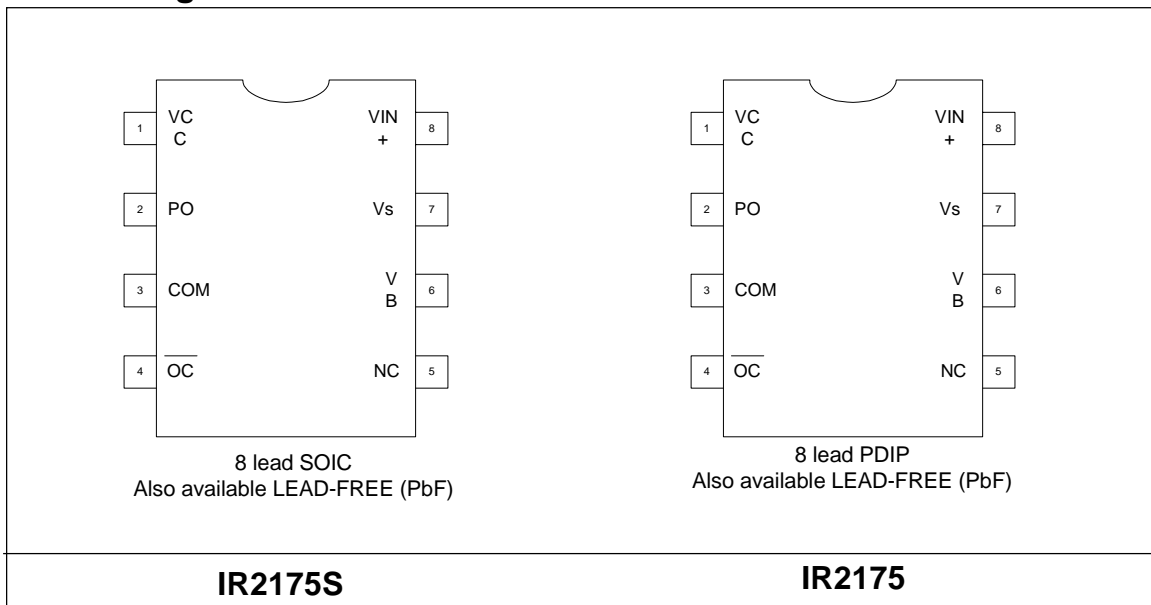 1
VC
C
VIN
+
8
2
PO
Vs
7
3
COM
V
B
6
4
OC
NC
5
8 lead SOIC
Also available LEAD-FREE (PbF)
IR2175S
1
VC
C
VIN
+
8
2
PO
Vs
7
3
COM
V
B
6
4
OC
NC
5
8 lead PDIP
Also available LEAD-FREE (PbF)
IR2175